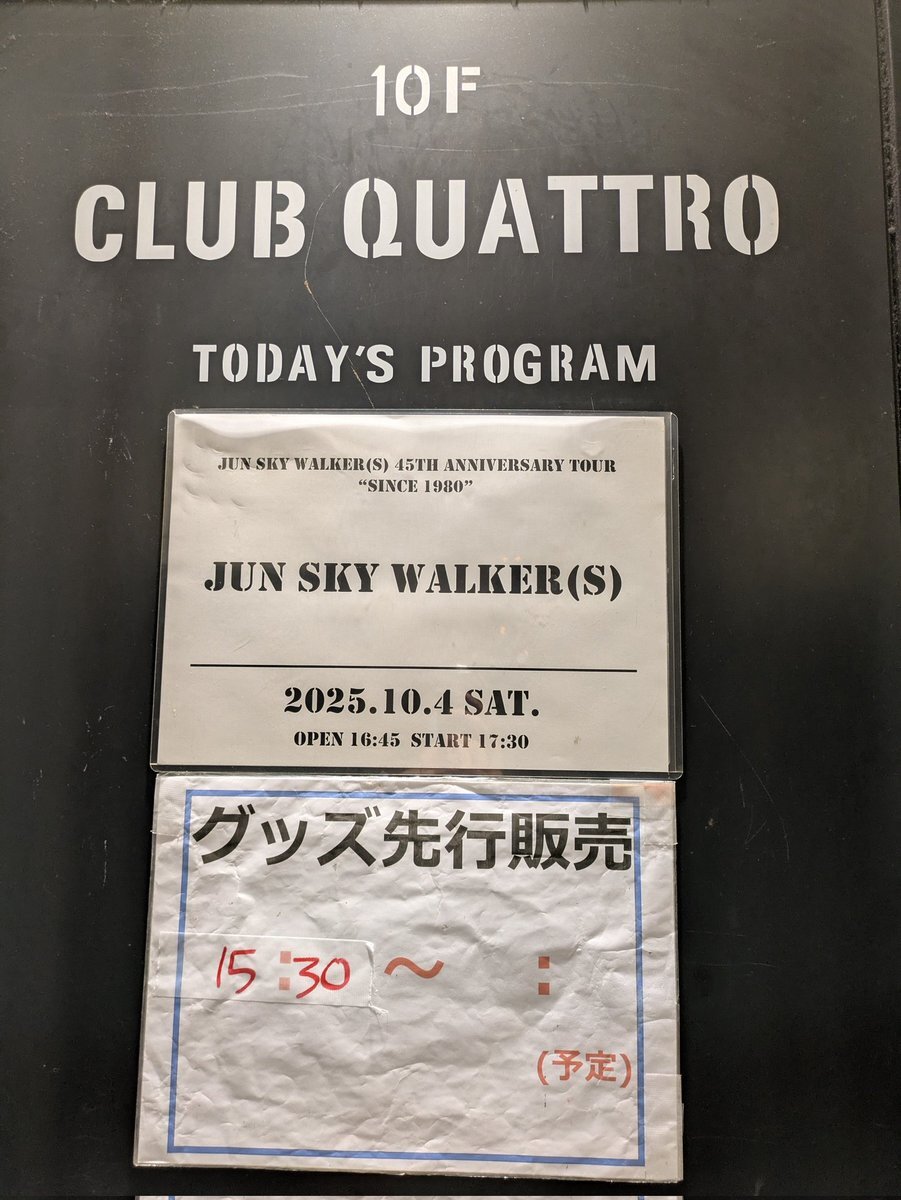 10F
CLUB QUATTRO
TODAY'S PROGRAM
JUN SKY WALKER(S) 45TH ANNIVERSARY TOUR
"SINCE 1980"
JUN SKY WALKER(S)
2025.10.4 SAT.
OPEN 16:45 START 17:30
グッズ先行販売
15:30～ :
(予定)